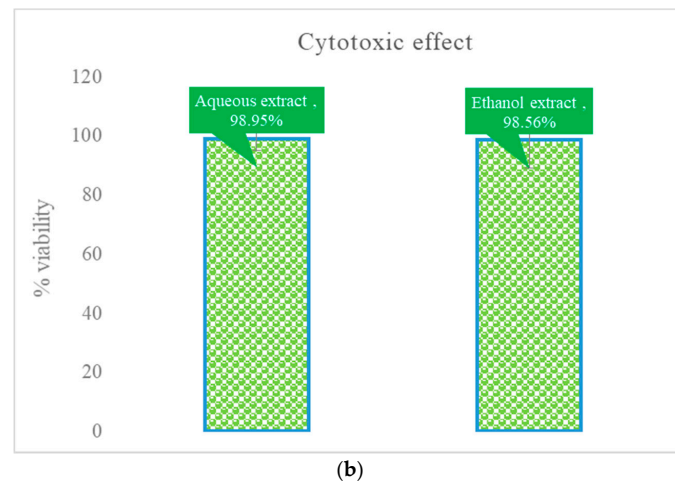 Cytotoxic effect
120
100
80
60
40
20
0
% viability
Aqueous extract ,
98.95%
Ethanol extract ,
98.56%
(b)